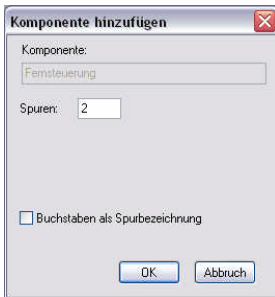 Komponente hinzufügen
Komponente:
Fernsteuerung
Spuren: 2
Buchstaben als Spurbezeichnung
OK Abbruch